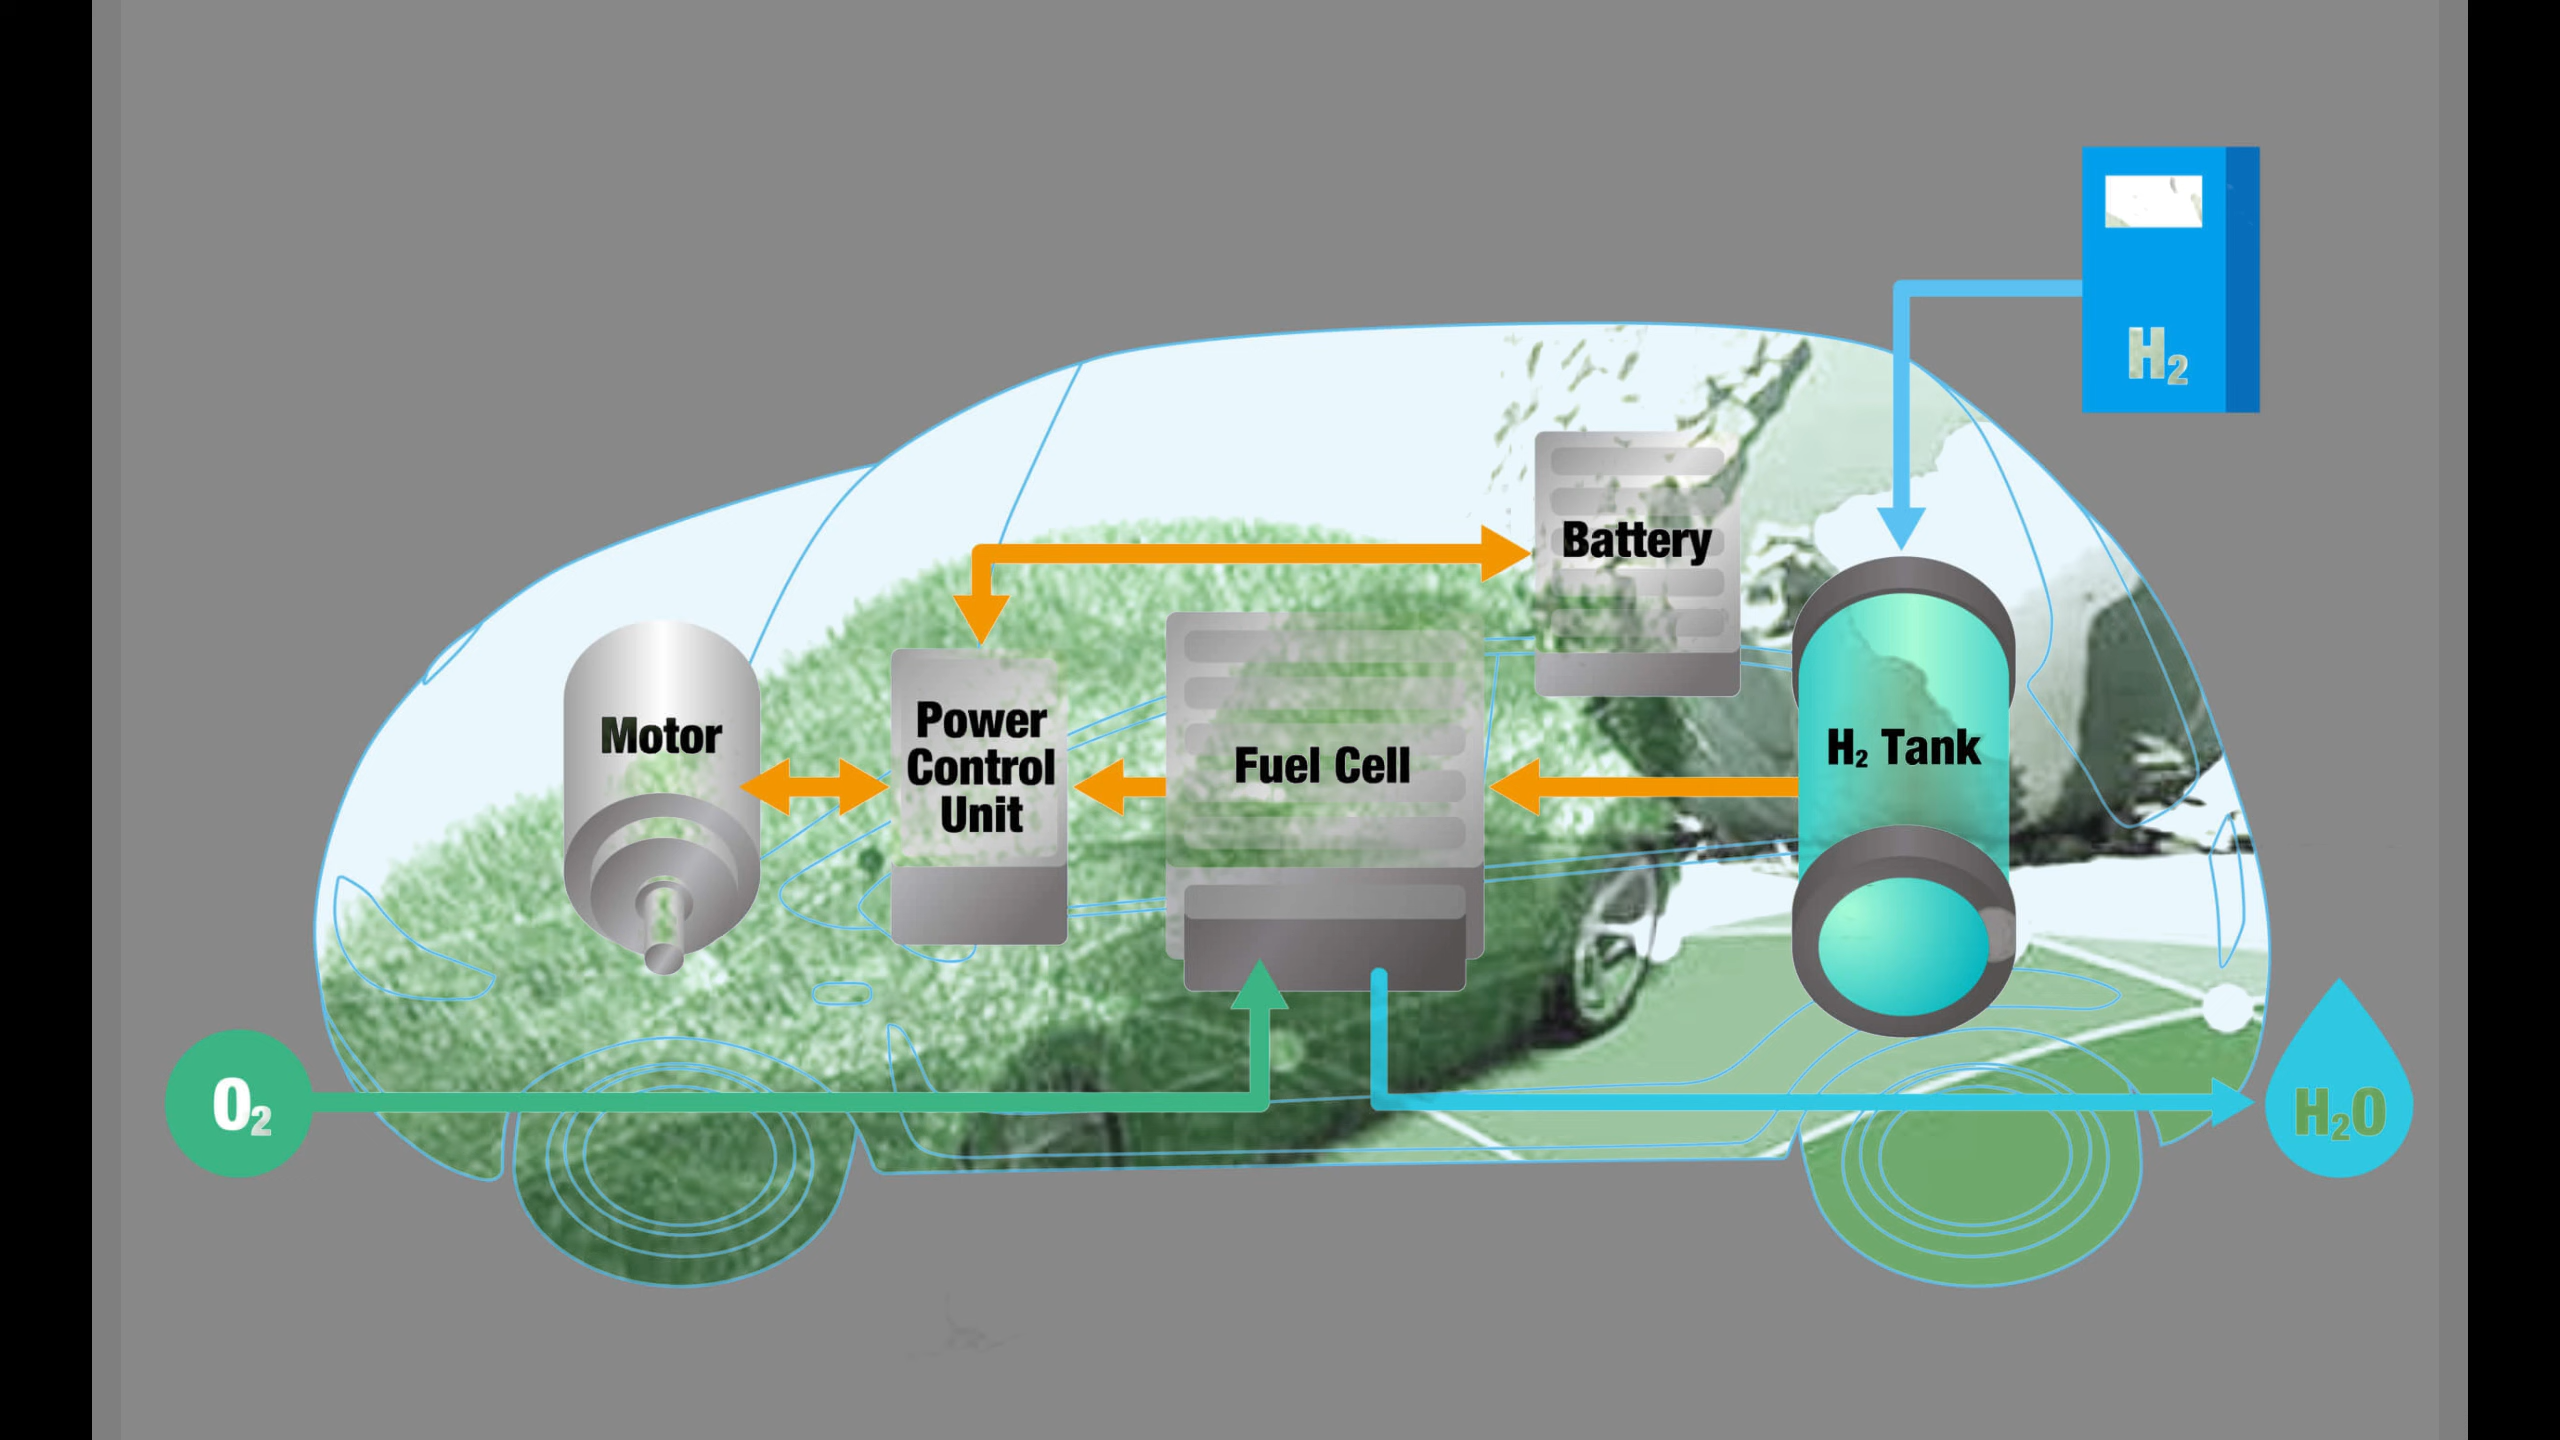 H₂
Battery
Motor
Power
Control
Unit
Fuel Cell
H₂ Tank
O₂
H₂O